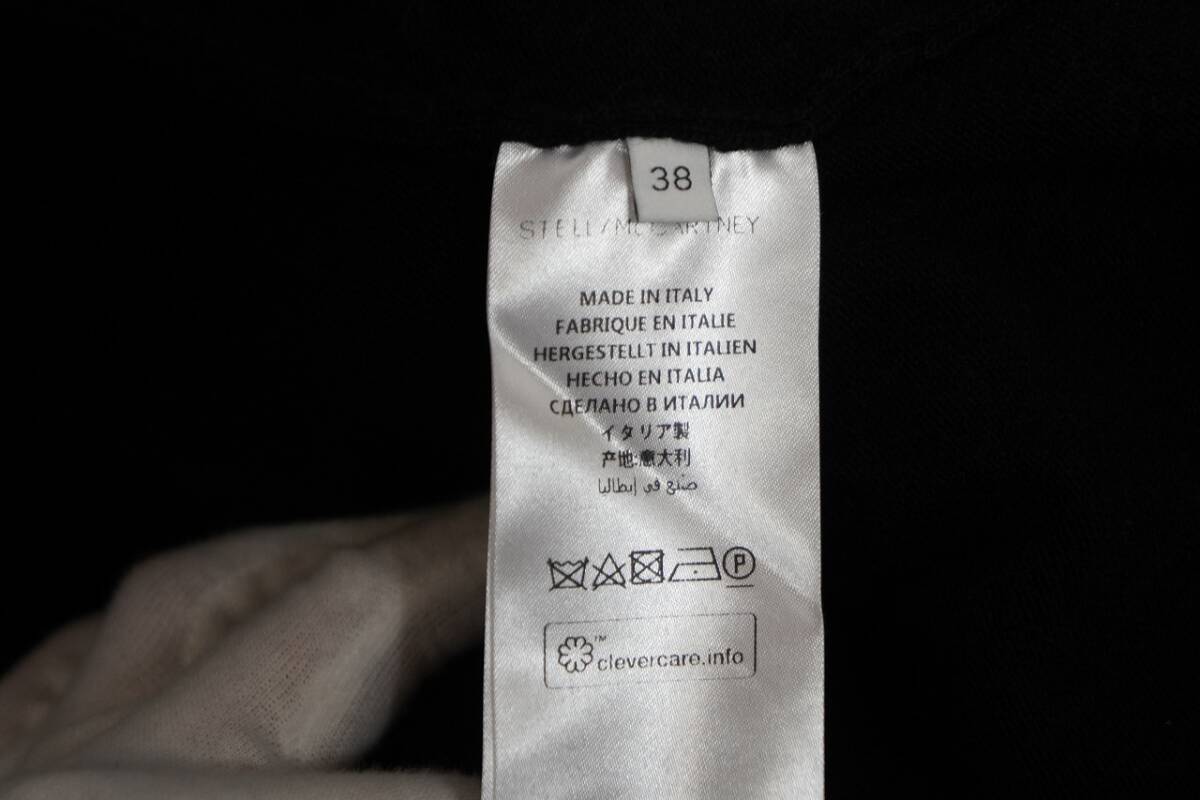 38
STELLA McCARTNEY
MADE IN ITALY
FABRIQUE EN ITALIE
HERGESTELLT IN ITALIEN
HECHO EN ITALIA
СДЕЛАНО В ИТАЛИИ
イタリア製
产地:意大利
صنع في إيطاليا
P
™
clevercare.info